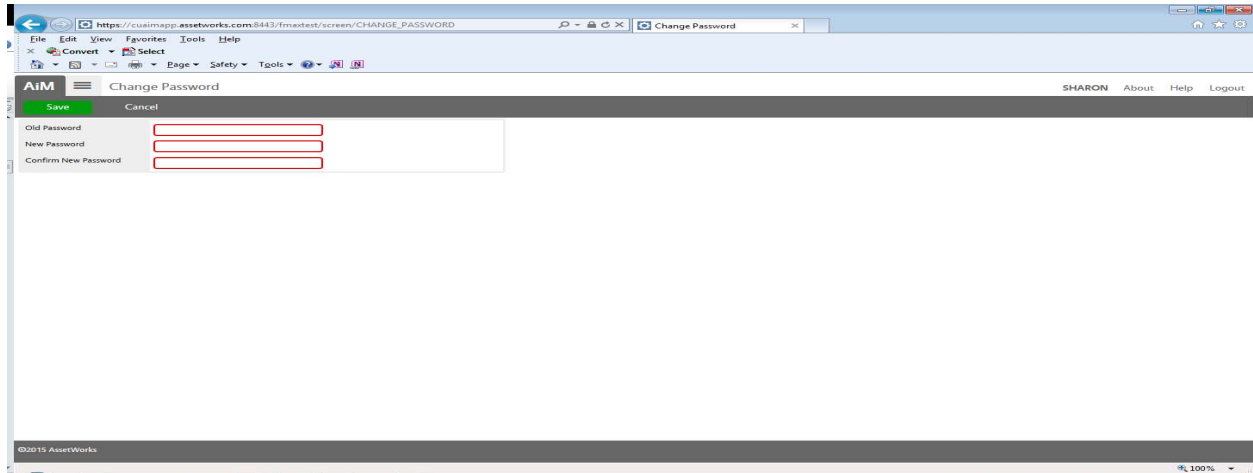 https://cuaimapp.assetworks.com:8443/fmaxtest/screen/CHANGE_PASSWORD Change Password
File Edit View Favorites Tools Help
Convert Select
Page Safety Tools
AiM Change Password SHARON About Help Logout
Save Cancel
Old Password
New Password
Confirm New Password
©2015 AssetWorks
100%